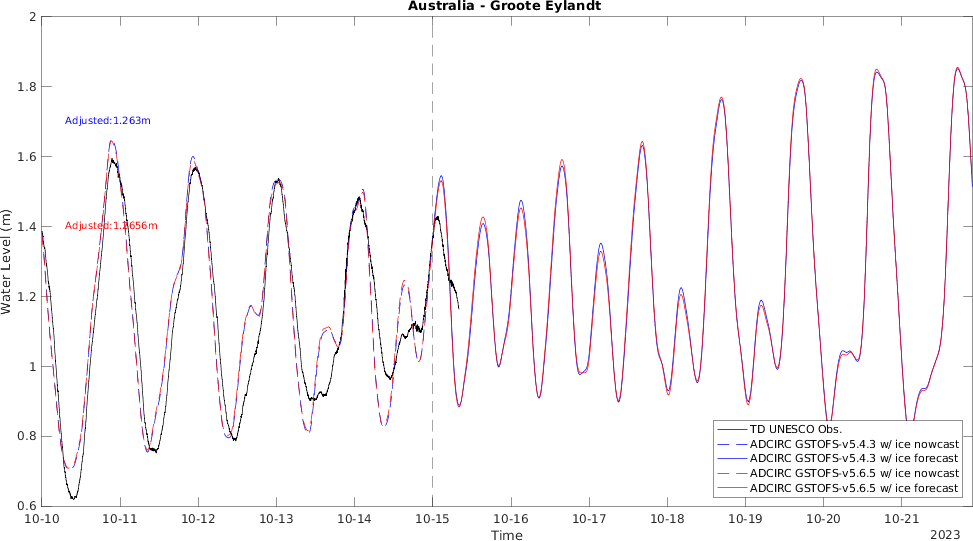 Australia - Groote Eylandt
2
1.8
1.6
1.4
1.2
1
0.8
0.6
Water Level (m)
Adjusted:1.263m
Adjusted:1.2656m
TD UNESCO Obs.
ADCIRC GSTOFS-v5.4.3 w/ ice nowcast
ADCIRC GSTOFS-v5.4.3 w/ ice forecast
ADCIRC GSTOFS-v5.6.5 w/ ice nowcast
ADCIRC GSTOFS-v5.6.5 w/ ice forecast
10-10 10-11 10-12 10-13 10-14 10-15 10-16 10-17 10-18 10-19 10-20 10-21
Time
2023